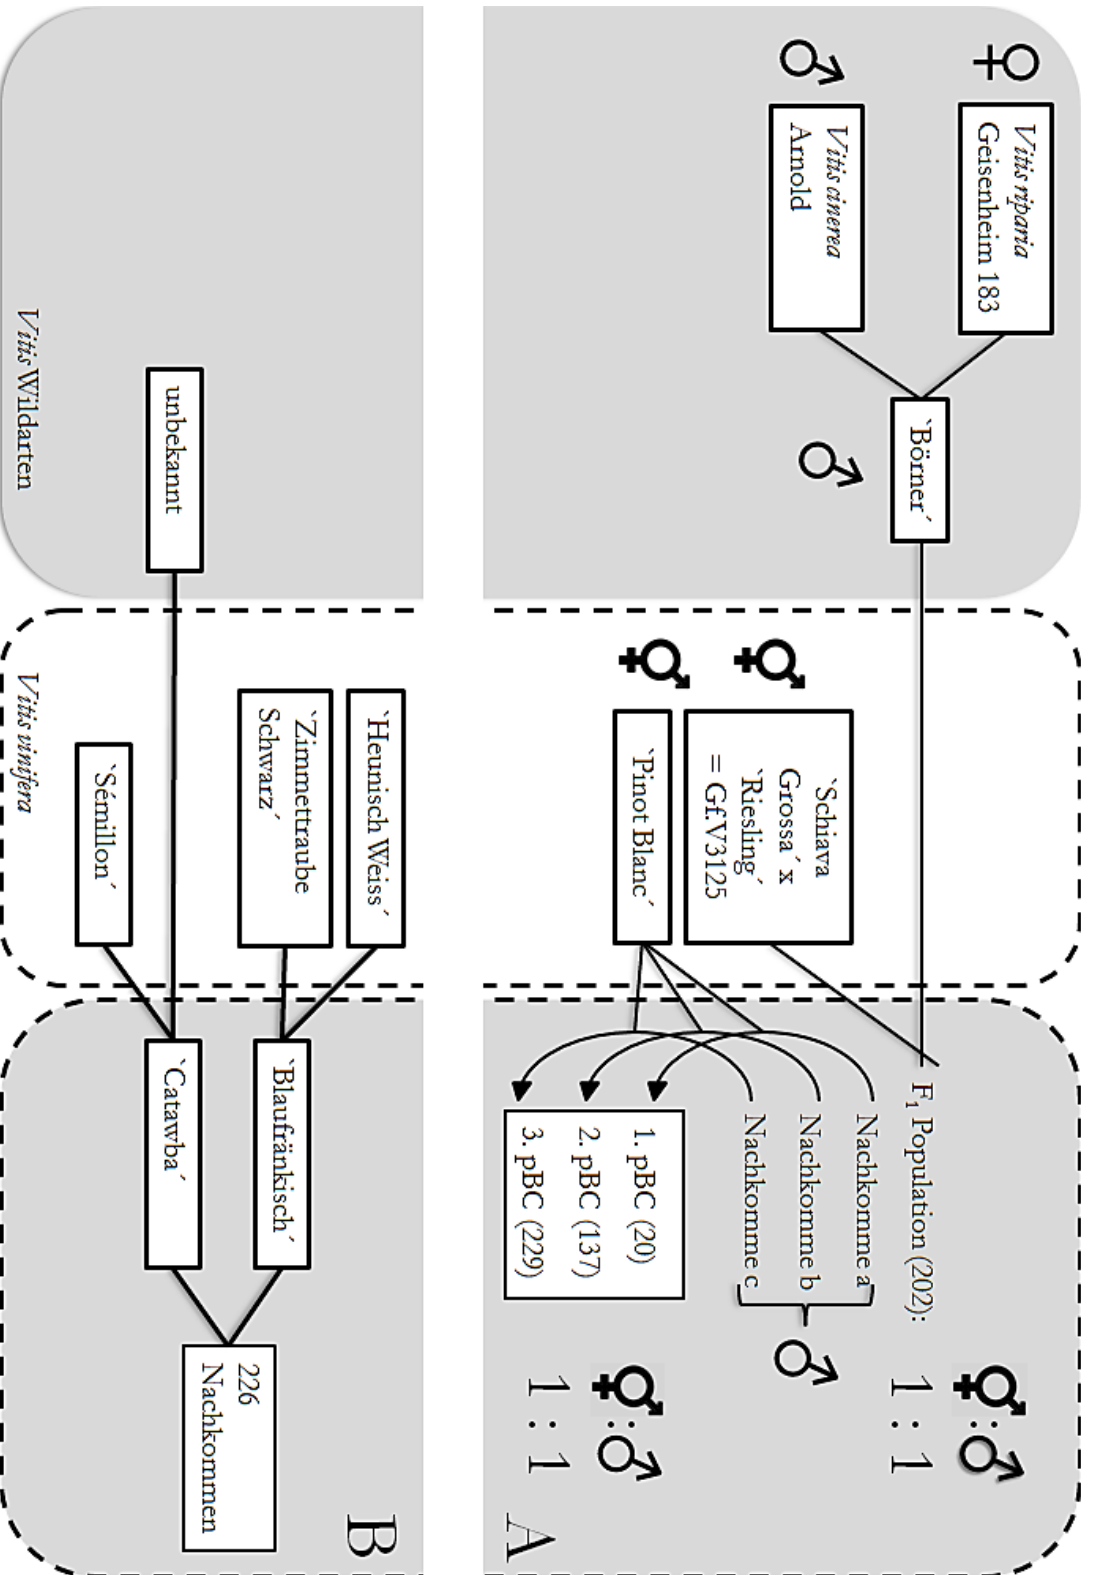 A
♀
Vitis riparia
Geisenheim 183
♂
Vitis cinerea
Arnold
`Börner´
♂
⚥
`Schiava
Grossa´ x
`Riesling´
= Gf.V3125
⚥
`Pinot Blanc´
F₁ Population (202):
⚥:♂
1 : 1
Nachkomme a
Nachkomme b
Nachkomme c
♂
1. pBC (20)
2. pBC (137)
3. pBC (229)
⚥:♂
1 : 1
B
`Heunisch Weiss´
`Zimmettraube
Schwarz´
unbekannt
`Sémillon´
`Blaufränkisch´
`Catawba´
226
Nachkommen
Vitis Wildarten
Vitis vinifera